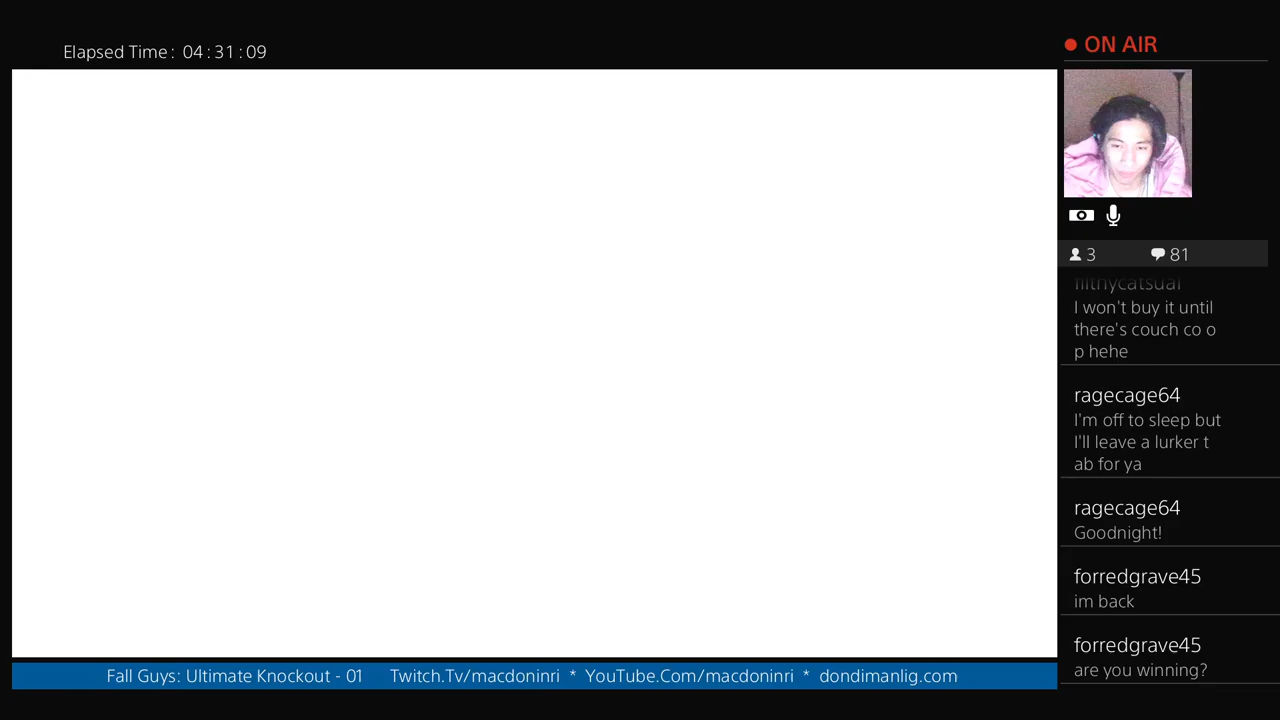 Elapsed Time: 04:31:09
ON AIR
3 81
filthycatsual
I won't buy it until
there's couch co o
p hehe
ragecage64
I'm off to sleep but
I'll leave a lurker t
ab for ya
ragecage64
Goodnight!
forredgrave45
im back
forredgrave45
are you winning?
Fall Guys: Ultimate Knockout - 01 Twitch.Tv/macdoninri * YouTube.Com/macdoninri * dondimanlig.com